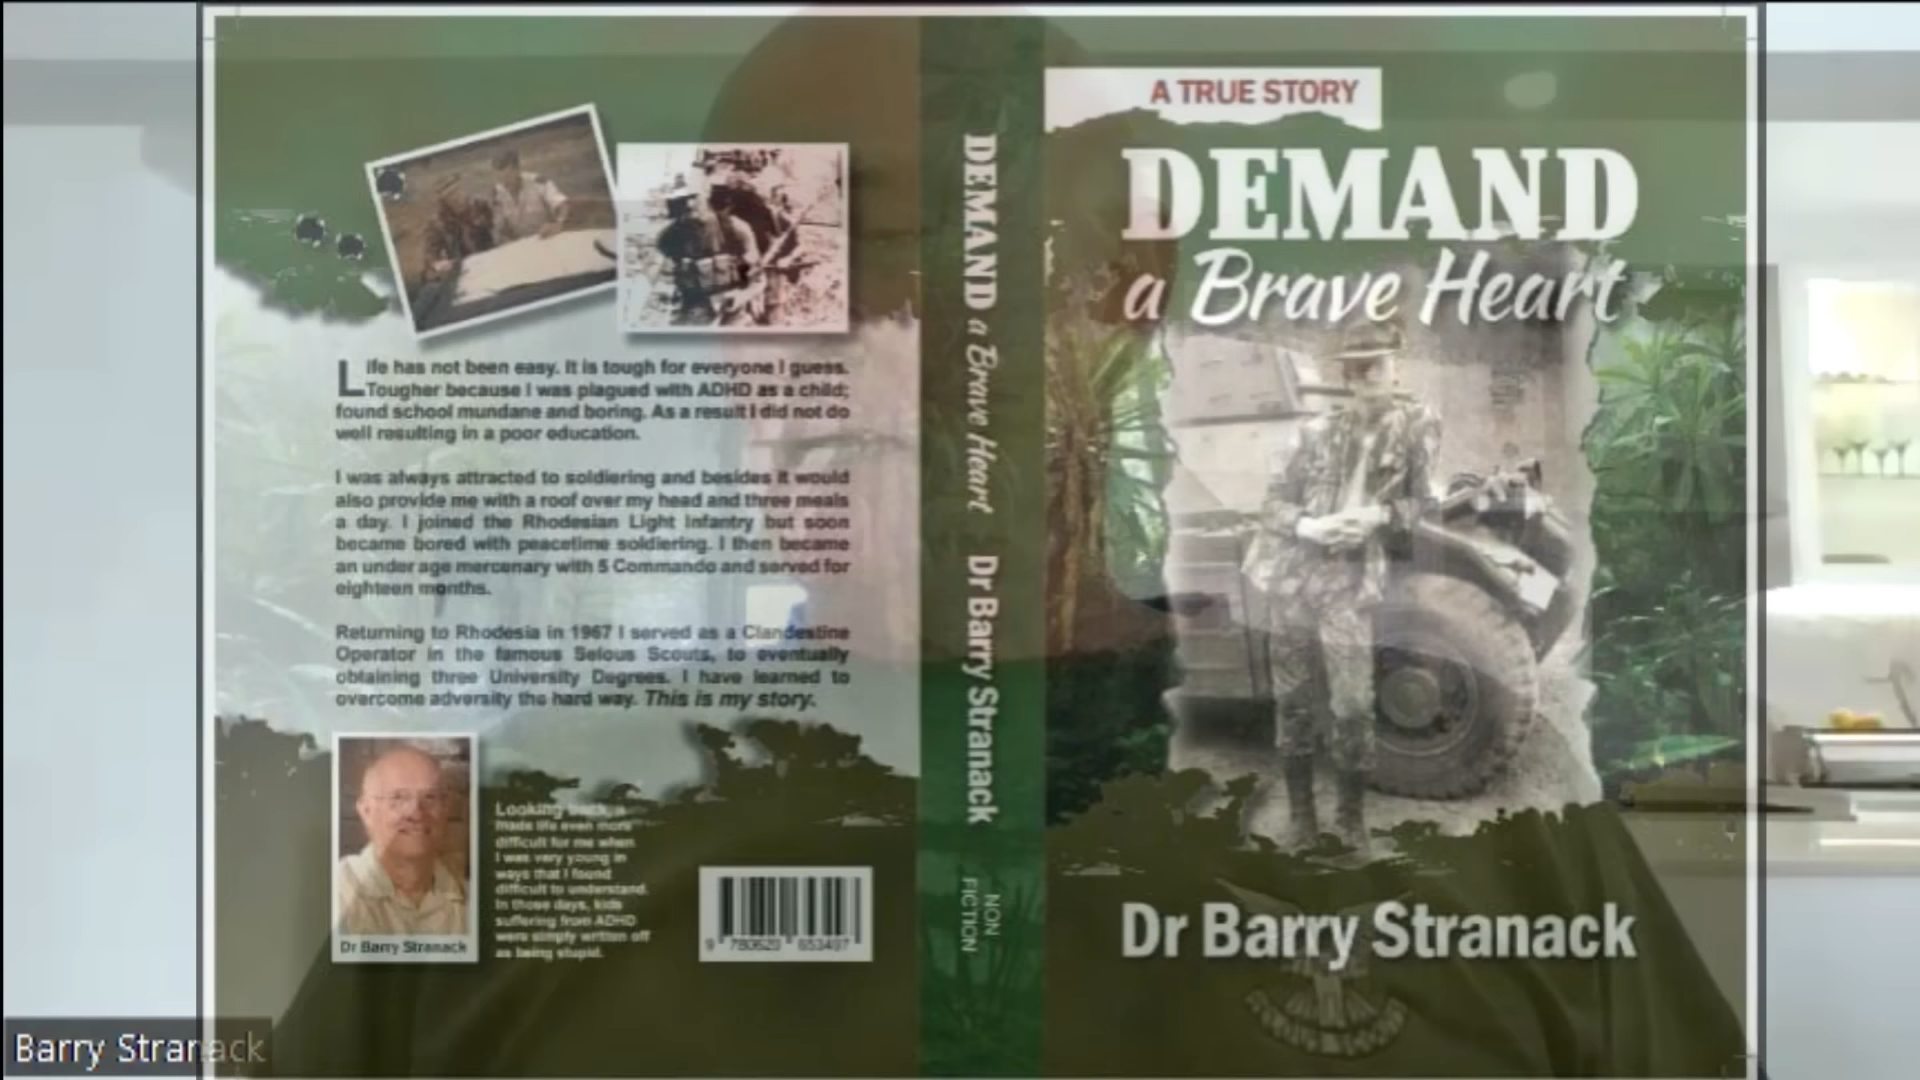 Life has not been easy. It is tough for everyone I guess.
Tougher because I was plagued with ADHD as a child;
found school mundane and boring. As a result I did not do
well resulting in a poor education.
I was always attracted to soldiering and besides it would
also provide me with a roof over my head and three meals
a day. I joined the Rhodesian Light Infantry but soon
became bored with peacetime soldiering. I then became
an under age mercenary with 5 Commando and served for
eighteen months.
Returning to Rhodesia in 1967 I served as a Clandestine
Operator in the famous Selous Scouts, to eventually
obtaining three University Degrees. I have learned to
overcome adversity the hard way. This is my story.
Dr Barry Stranack
Looking
made life even more
difficult for me when
I was very young in
ways that I found
difficult to understand.
In those days, kids
suffering from ADHD
were simply written off
as being stupid.
9 780620 653497
DEMAND a Brave Heart Dr Barry Stranack
NON
FICTION
A TRUE STORY
DEMAND
a Brave Heart
Dr Barry Stranack
Barry Stranack